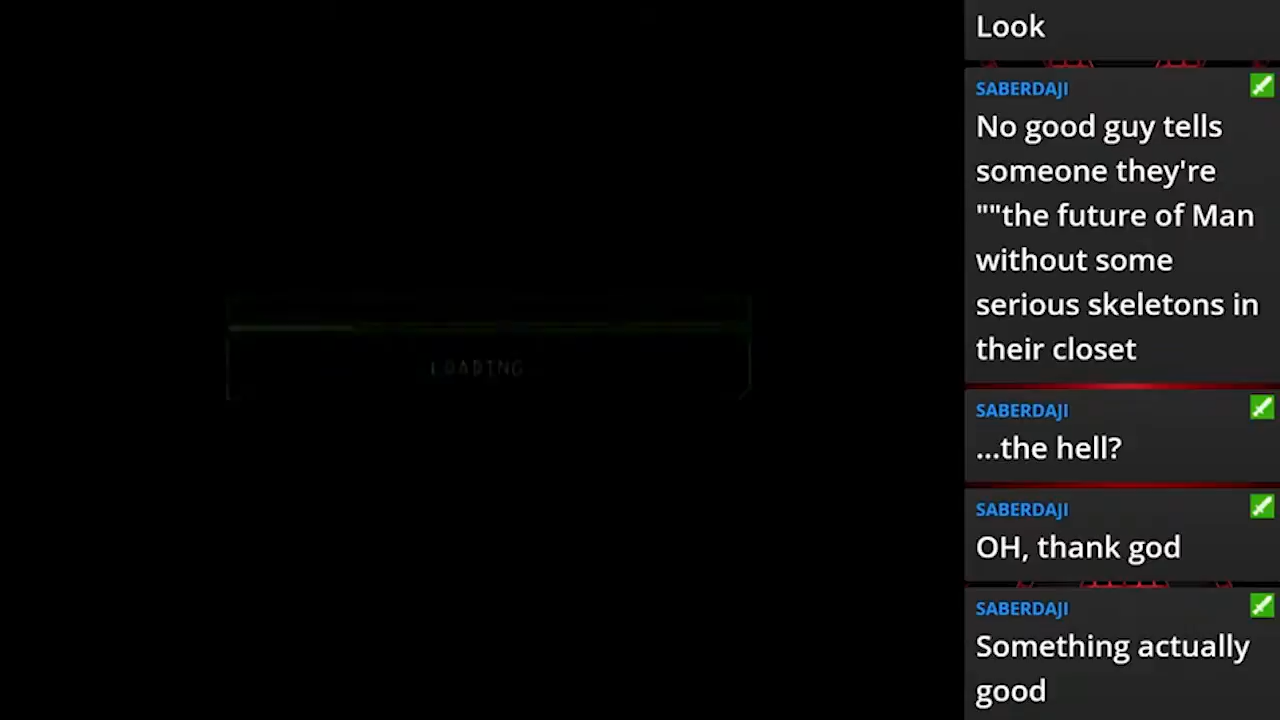 LOADING
Look
SABERDAJI
No good guy tells
someone they're
""the future of Man
without some
serious skeletons in
their closet
SABERDAJI
...the hell?
SABERDAJI
OH, thank god
SABERDAJI
Something actually
good